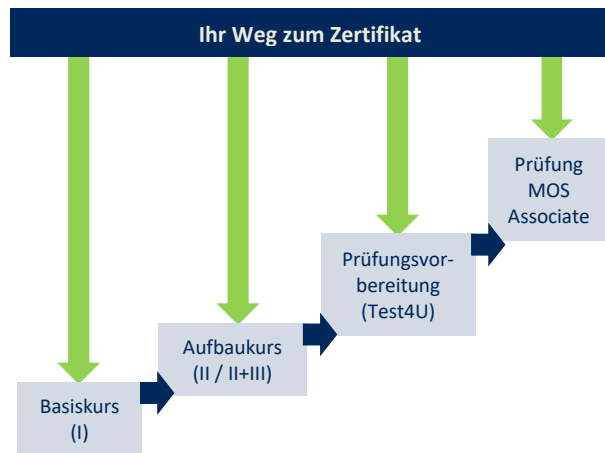 Ihr Weg zum Zertifikat
Prüfung
MOS
Associate
Prüfungsvor-
bereitung
(Test4U)
Aufbaukurs
(II / II+III)
Basiskurs
(I)